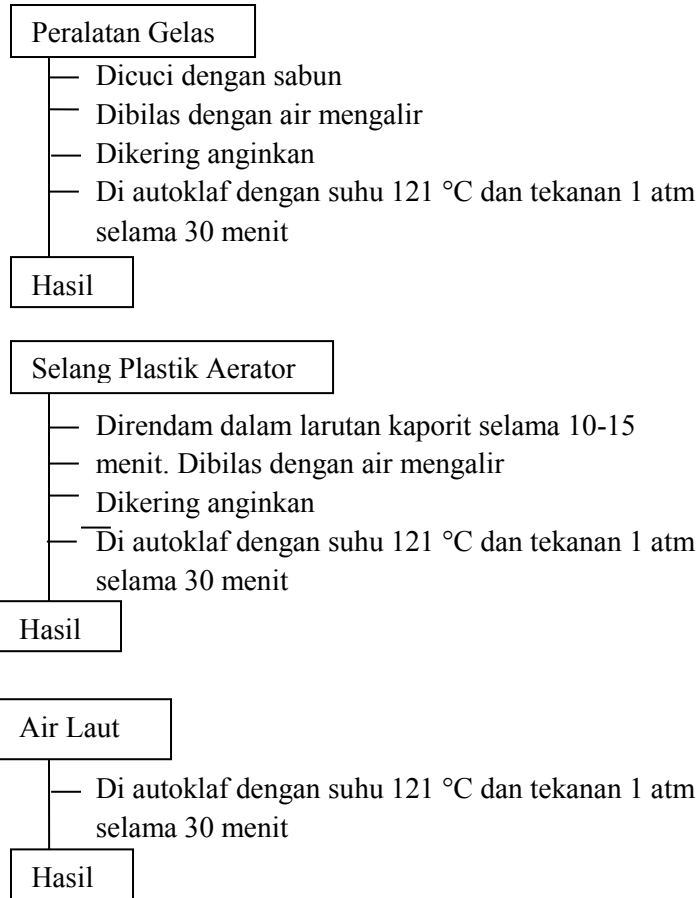 Peralatan Gelas
Dicuci dengan sabun
Dibilas dengan air mengalir
Dikering anginkan
Di autoklaf dengan suhu 121 °C dan tekanan 1 atm
selama 30 menit
Hasil
Selang Plastik Aerator
Direndam dalam larutan kaporit selama 10-15
menit. Dibilas dengan air mengalir
Dikering anginkan
Di autoklaf dengan suhu 121 °C dan tekanan 1 atm
selama 30 menit
Hasil
Air Laut
Di autoklaf dengan suhu 121 °C dan tekanan 1 atm
selama 30 menit
Hasil